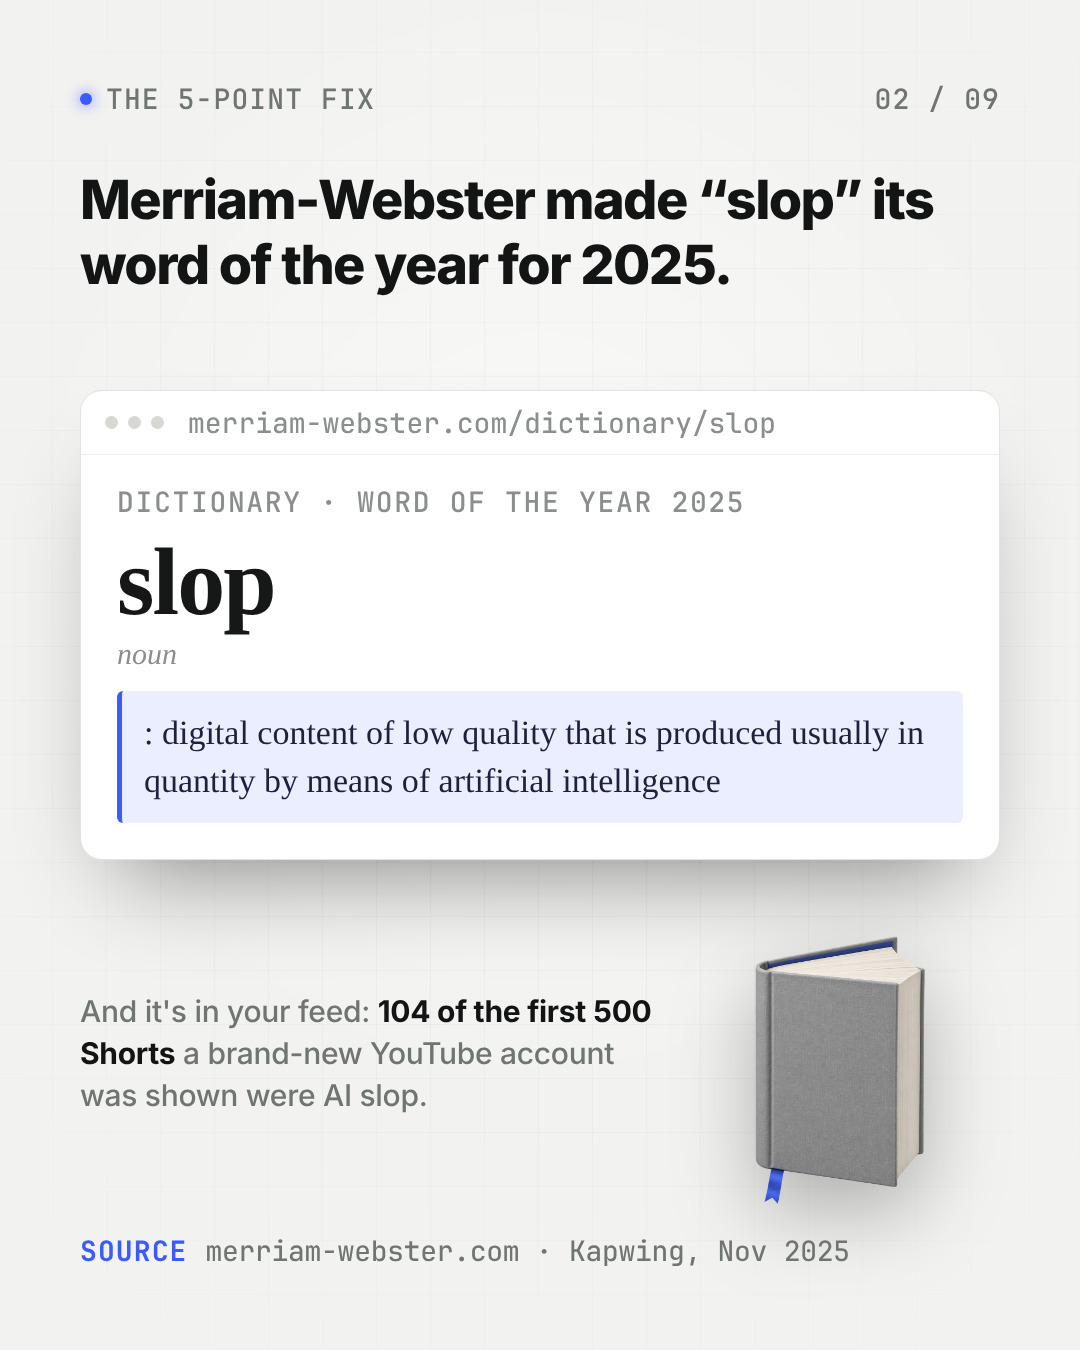 THE 5-POINT FIX
02 / 09
Merriam-Webster made “slop” its
word of the year for 2025.
merriam-webster.com/dictionary/slop
DICTIONARY · WORD OF THE YEAR 2025
slop
noun
: digital content of low quality that is produced usually in
quantity by means of artificial intelligence
And it's in your feed: 104 of the first 500
Shorts a brand-new YouTube account
was shown were AI slop.
SOURCE merriam-webster.com · Kapwing, Nov 2025